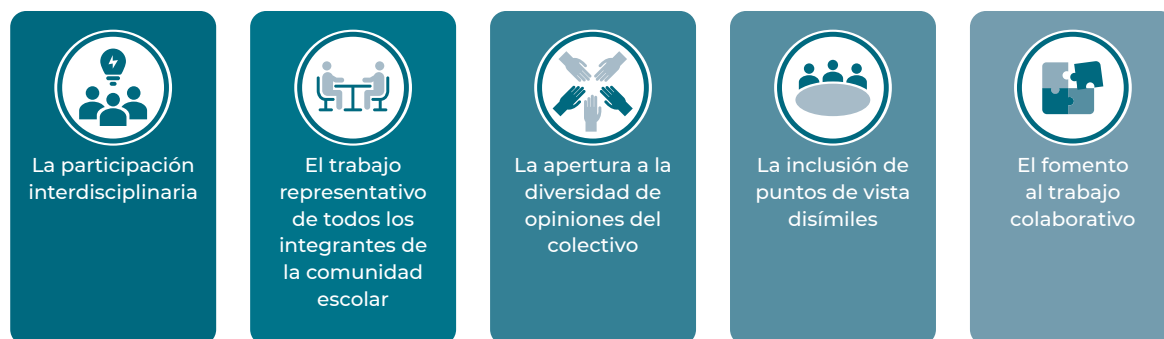 La participación
interdisciplinaria
El trabajo
representativo
de todos los
integrantes de
la comunidad
escolar
La apertura a la
diversidad de
opiniones del
colectivo
La inclusión de
puntos de vista
disímiles
El fomento
al trabajo
colaborativo